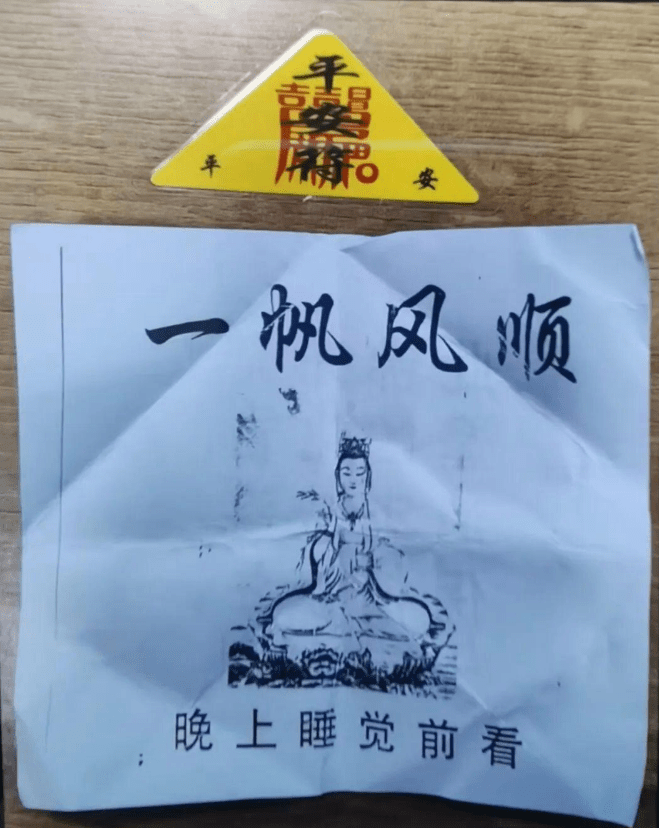 平安符
平 安
一帆风顺
晚上睡觉前看